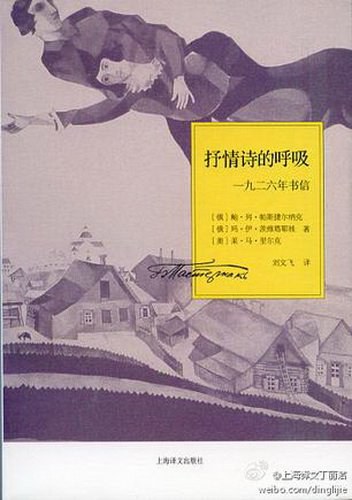 抒情诗的呼吸
一九二六年书信
[俄] 鲍·列·帕斯捷尔纳克
[俄] 玛·伊·茨维塔耶娃 著
[奥] 莱·马·里尔克
刘文飞 译
Б Пастернакъ
上海译文出版社
@上海译文丁丽洁
weibo.com/dinglijie